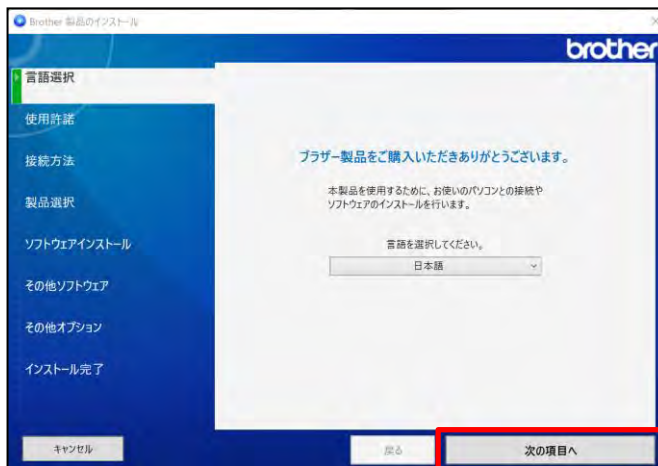 Brother 製品のインストール
brother
言語選択
使用許諾
接続方法
製品選択
ソフトウェアインストール
その他ソフトウェア
その他オプション
インストール完了
ブラザー製品をご購入いただきありがとうございます。
本製品を使用するために、お使いのパソコンとの接続や
ソフトウェアのインストールを行います。
言語を選択してください。
日本語
キャンセル
戻る
次の項目へ